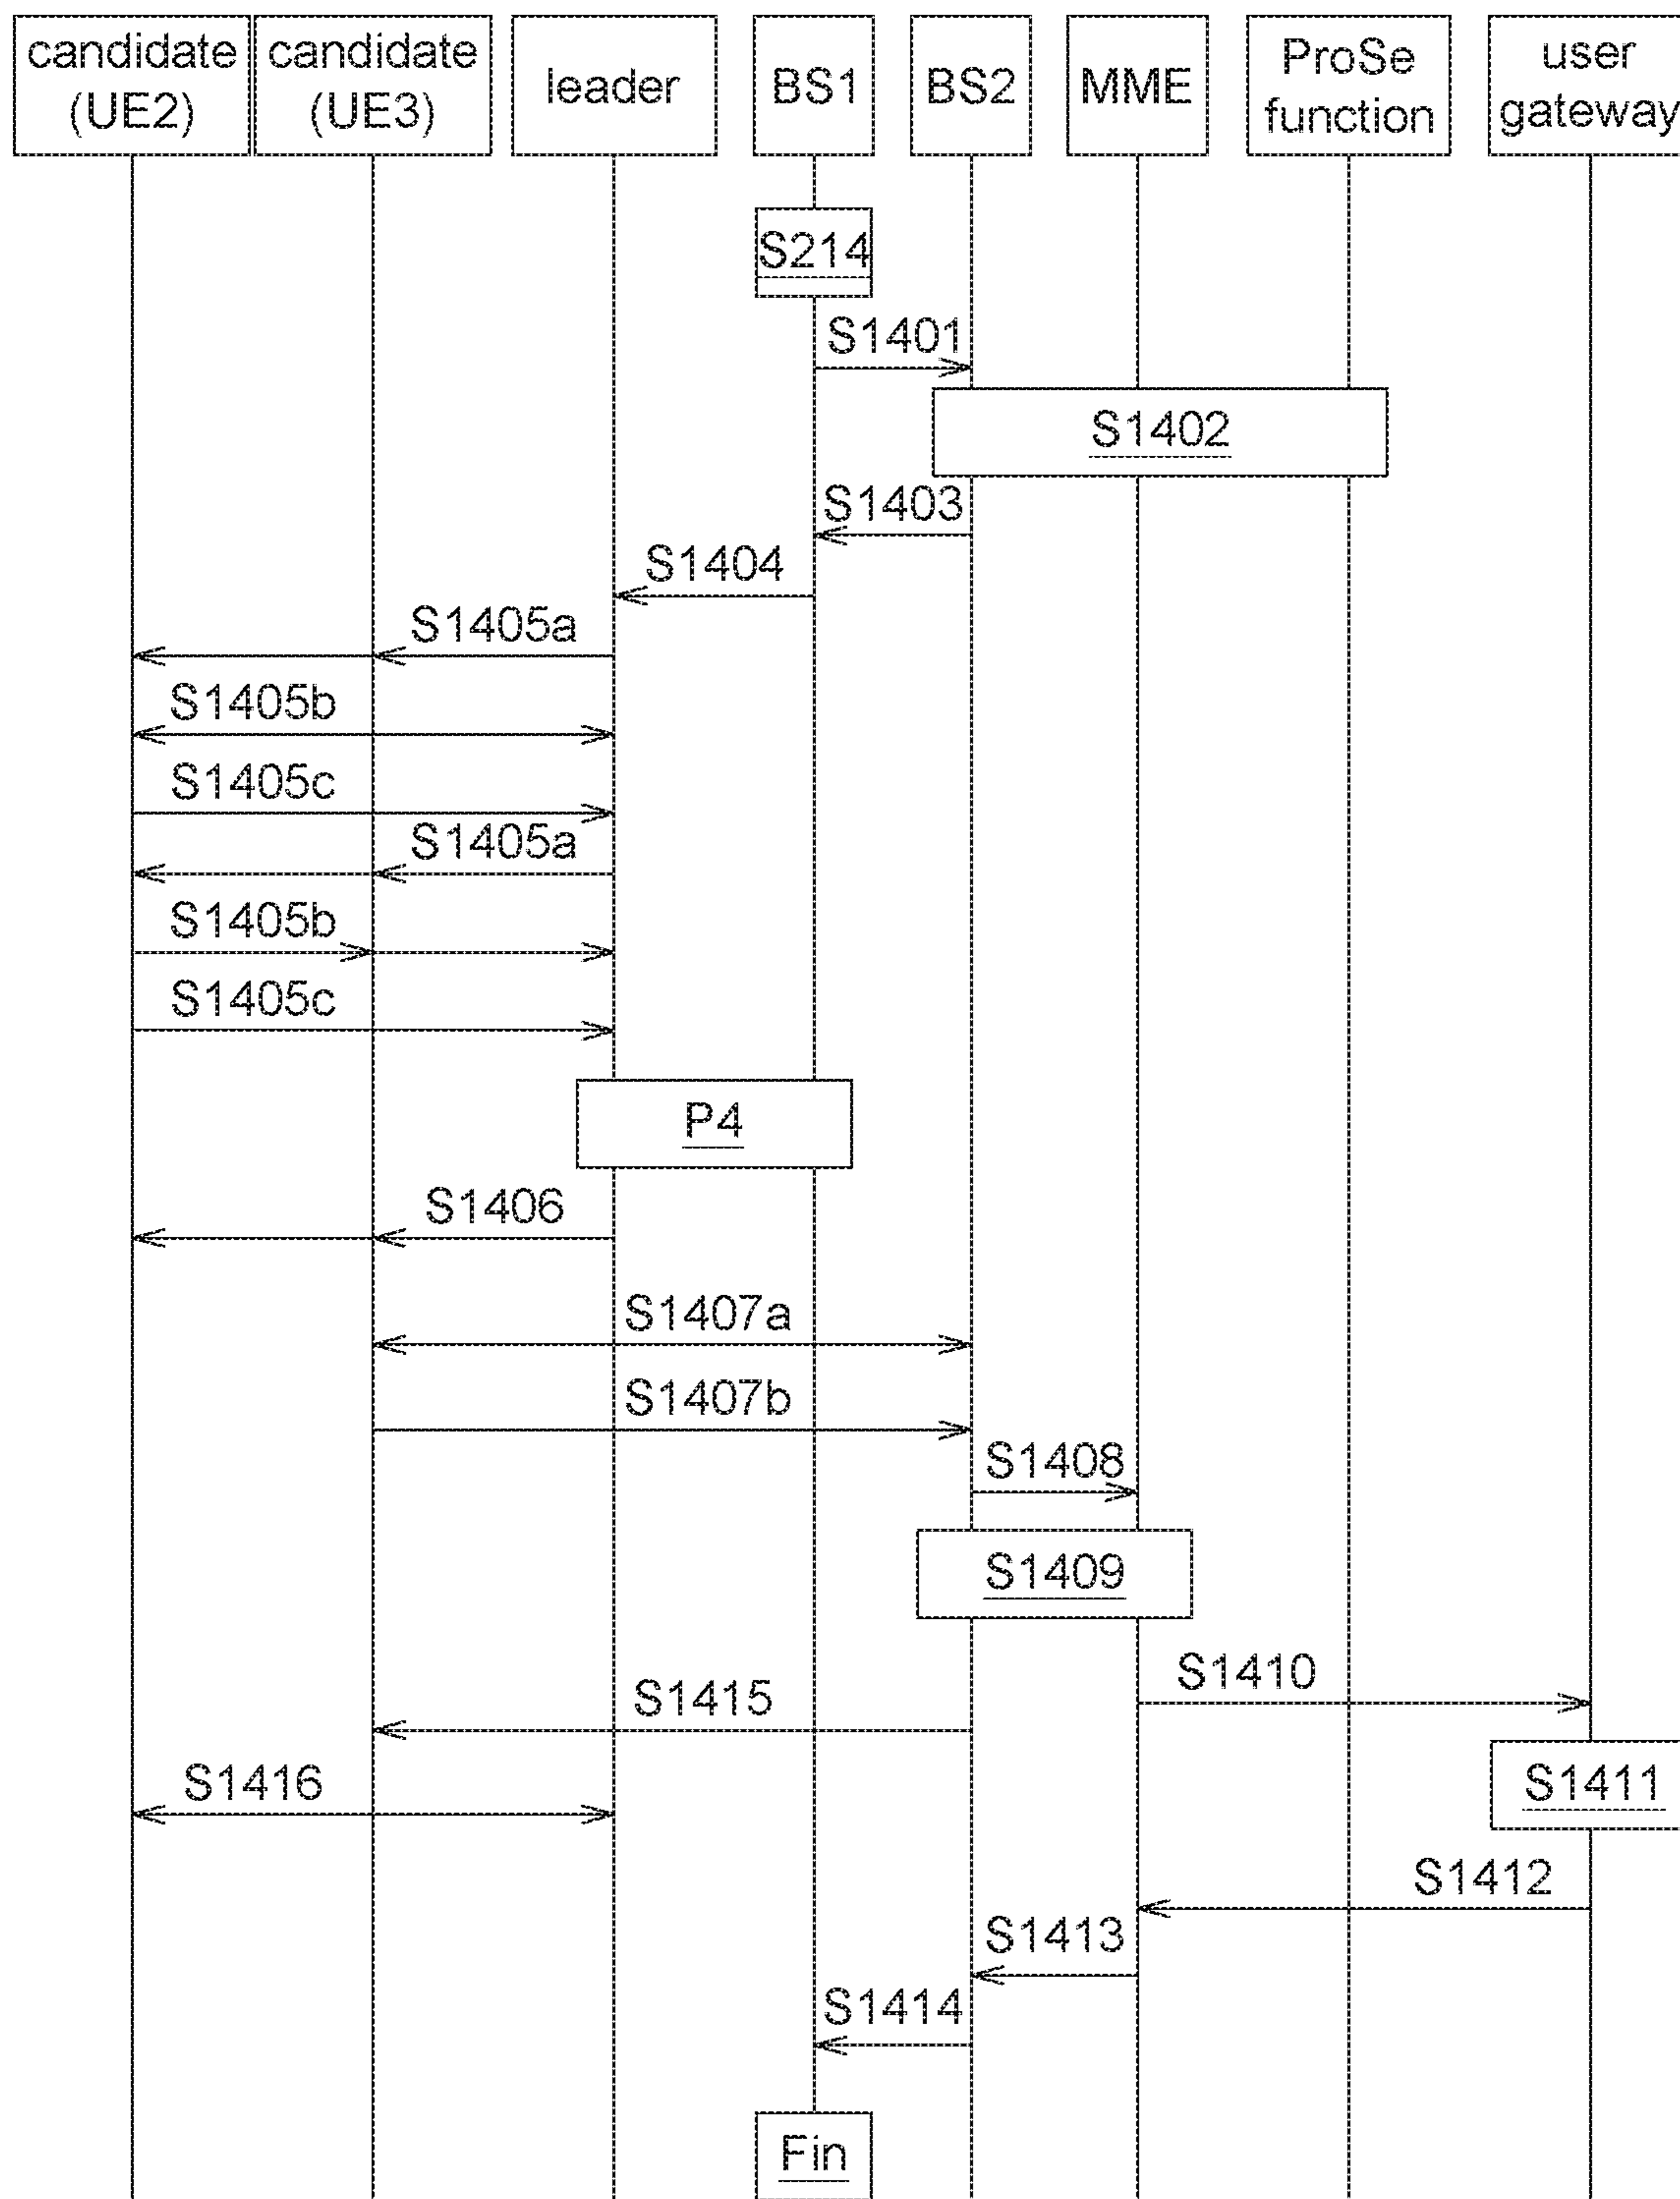 candidate
(UE2)
candidate
(UE3)
leader
BS1
BS2
MME
ProSe
function
user
gateway
S214
S1401
S1402
S1403
S1404
S1405a
S1405b
S1405c
S1405a
S1405b
S1405c
P4
S1406
S1407a
S1407b
S1408
S1409
S1410
S1415
S1416
S1411
S1412
S1413
S1414
Fin